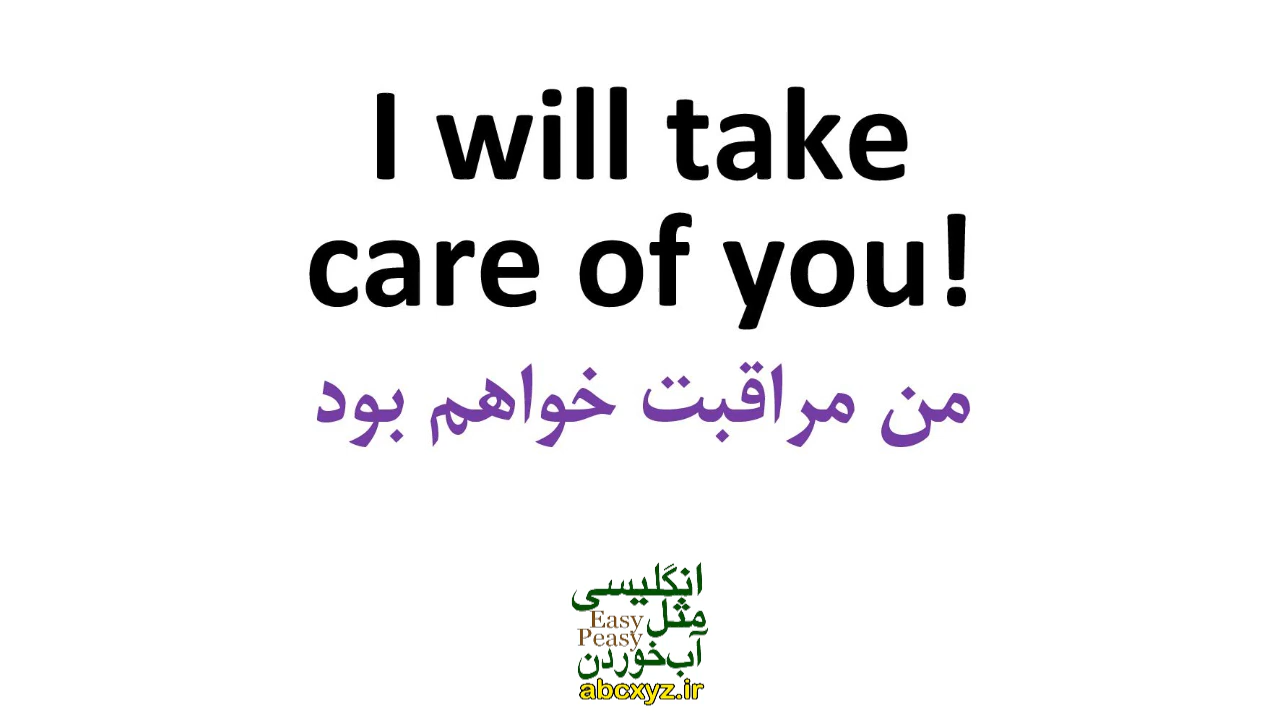 I will take
care of you!
من مراقبت خواهم بود
انگلیسی
مثل
Easy
Peasy
آب‌خوردن
abcxyz.ir